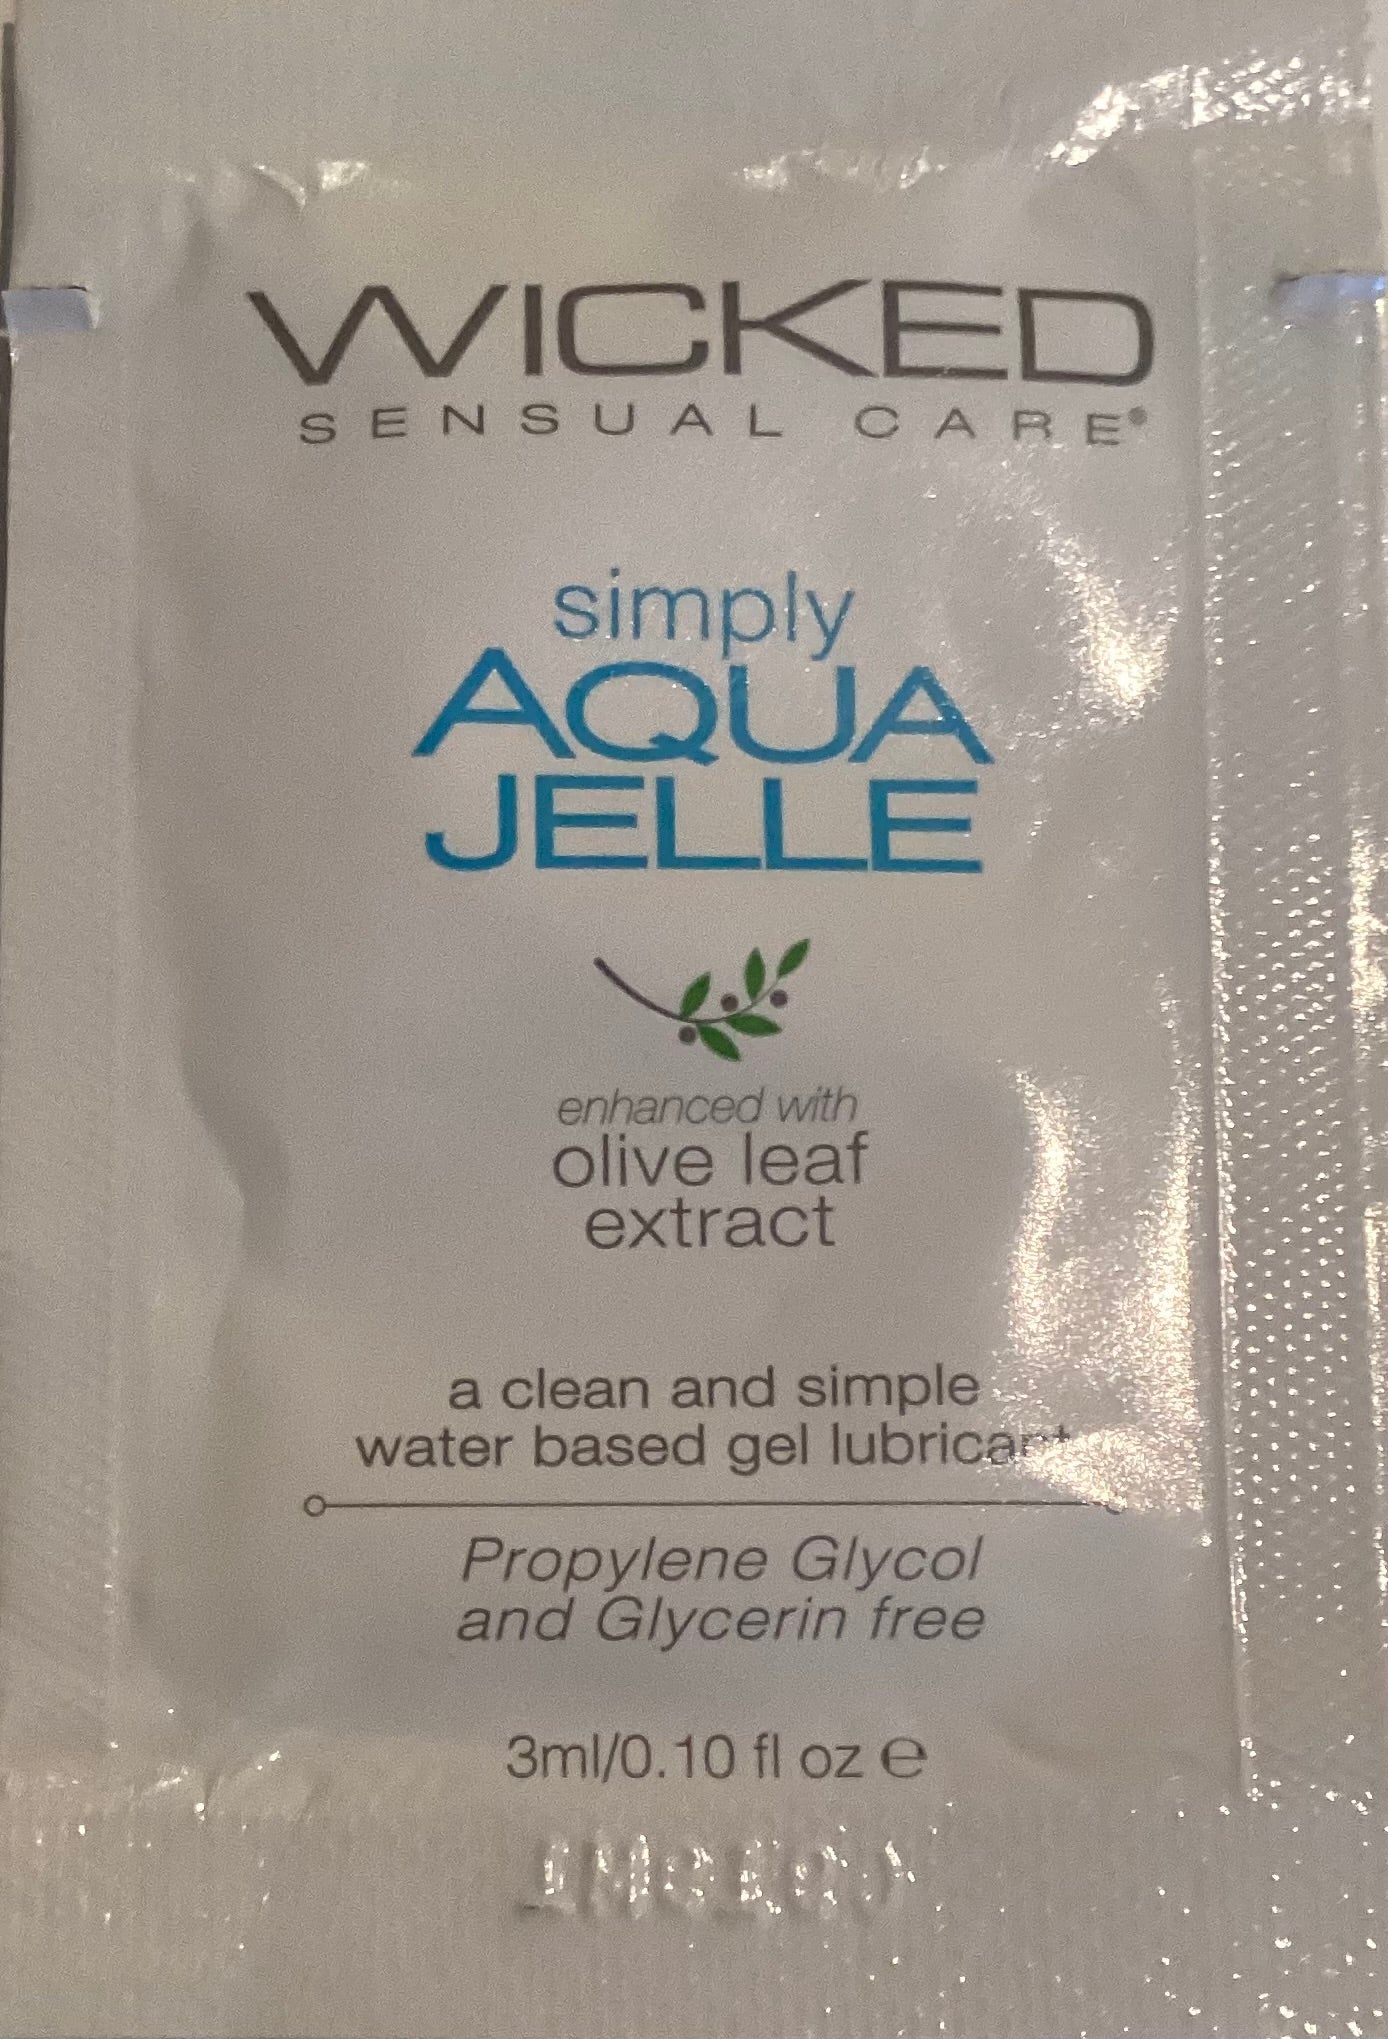 WICKED
SENSUAL CARE®
simply
AQUA
JELLE
enhanced with
olive leaf
extract
a clean and simple
water based gel lubricant
Propylene Glycol
and Glycerin free
3ml/0.10 fl oz ℮